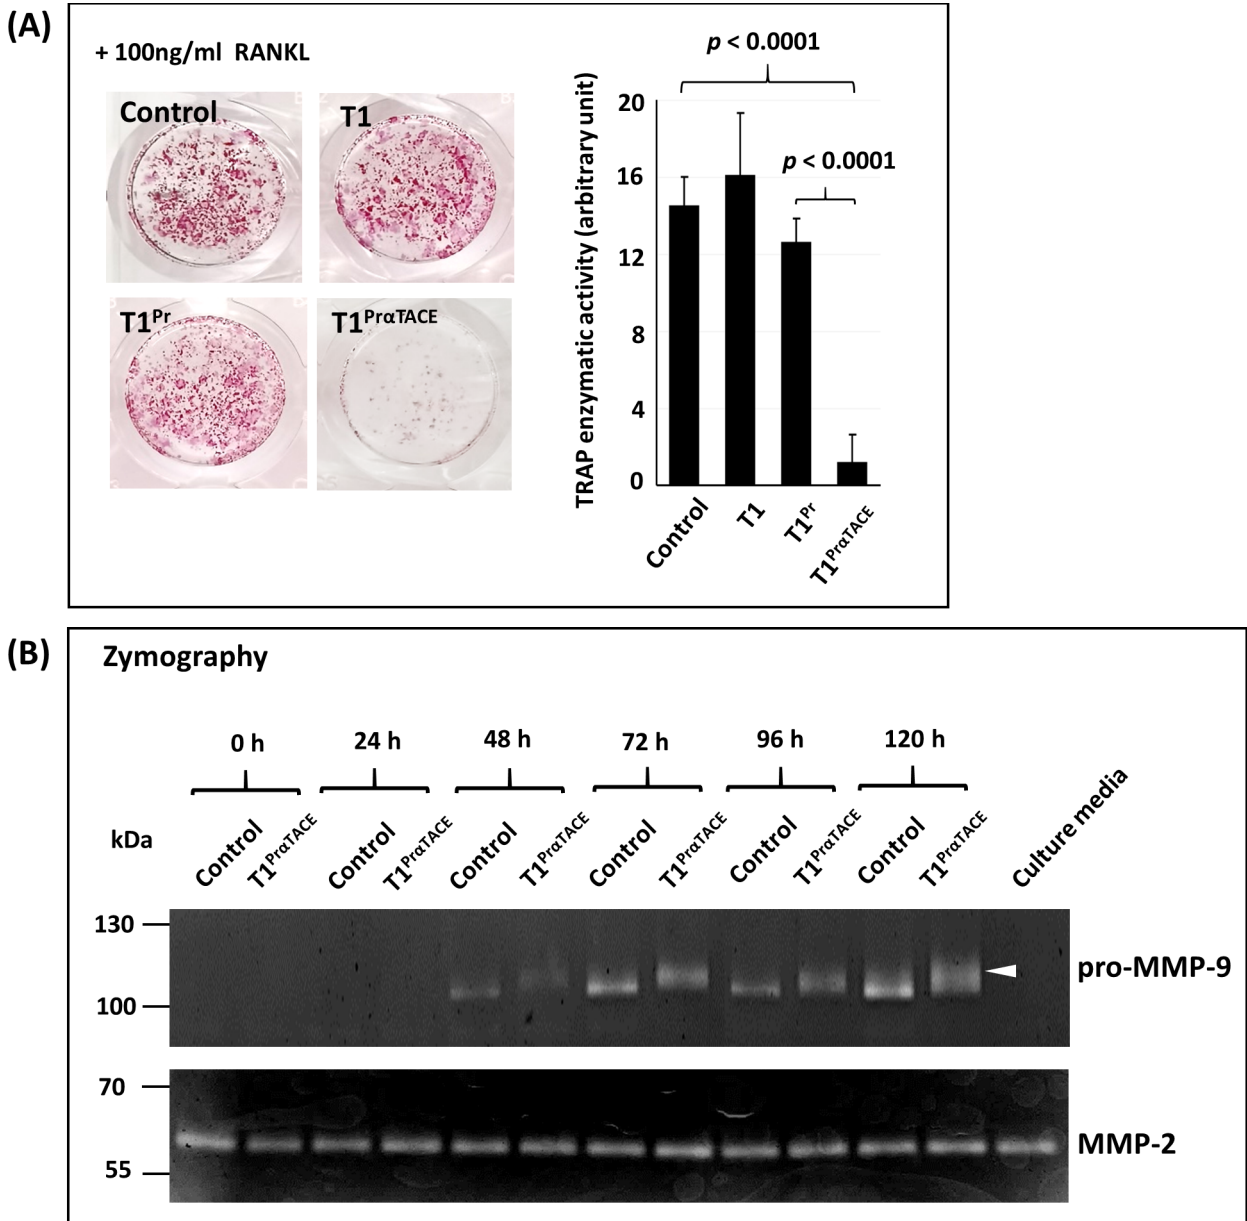 (A)
+ 100ng/ml RANKL
Control
T1
T1^Pr
T1^PrαTACE
p < 0.0001
p < 0.0001
TRAP enzymatic activity (arbitrary unit)
20
16
12
8
4
0
Control
T1
T1^Pr
T1^PrαTACE
(B)
Zymography
0 h
24 h
48 h
72 h
96 h
120 h
kDa
Control
T1^PrαTACE
Control
T1^PrαTACE
Control
T1^PrαTACE
Control
T1^PrαTACE
Control
T1^PrαTACE
Control
T1^PrαTACE
Culture media
130
100
pro-MMP-9
70
55
MMP-2